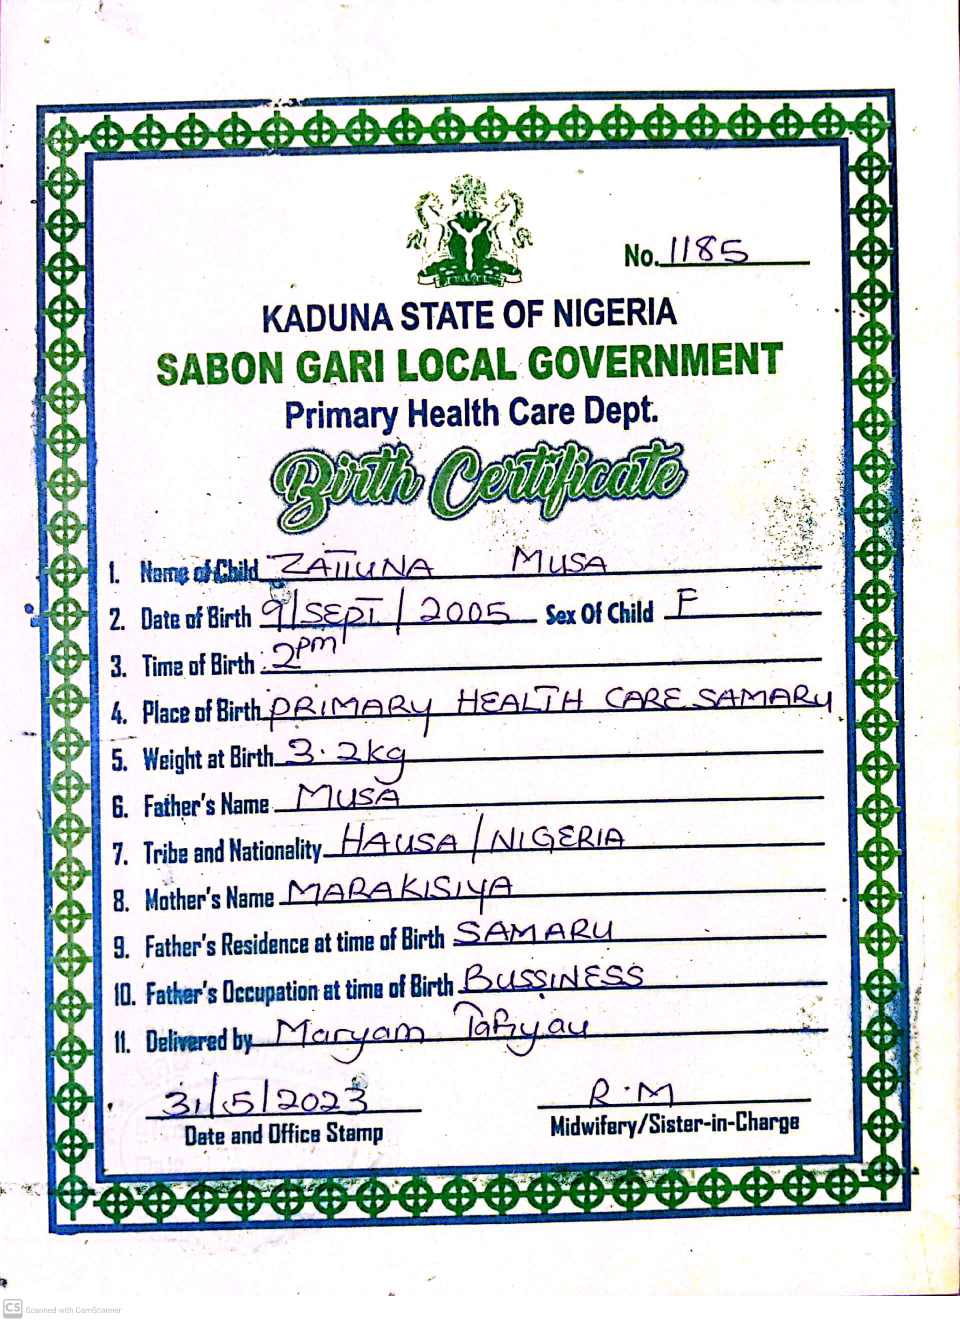 No. 1185
KADUNA STATE OF NIGERIA
SABON GARI LOCAL GOVERNMENT
Primary Health Care Dept.
Birth Certificate
1. Name of Child ZAITUNA MUSA
2. Date of Birth 9/SEPT/2005 Sex Of Child F
3. Time of Birth: 2PM
4. Place of Birth PRIMARY HEALTH CARE SAMARU
5. Weight at Birth 3.2kg
6. Father's Name MUSA
7. Tribe and Nationality HAUSA/NIGERIA
8. Mother's Name MARAKISIYA
9. Father's Residence at time of Birth SAMARU
10. Father's Occupation at time of Birth BUSSINESS
11. Delivered by Maryam
31/5/2023 R.M
Date and Office Stamp Midwifery/Sister-in-Charge
CS Scanned with CamScanner